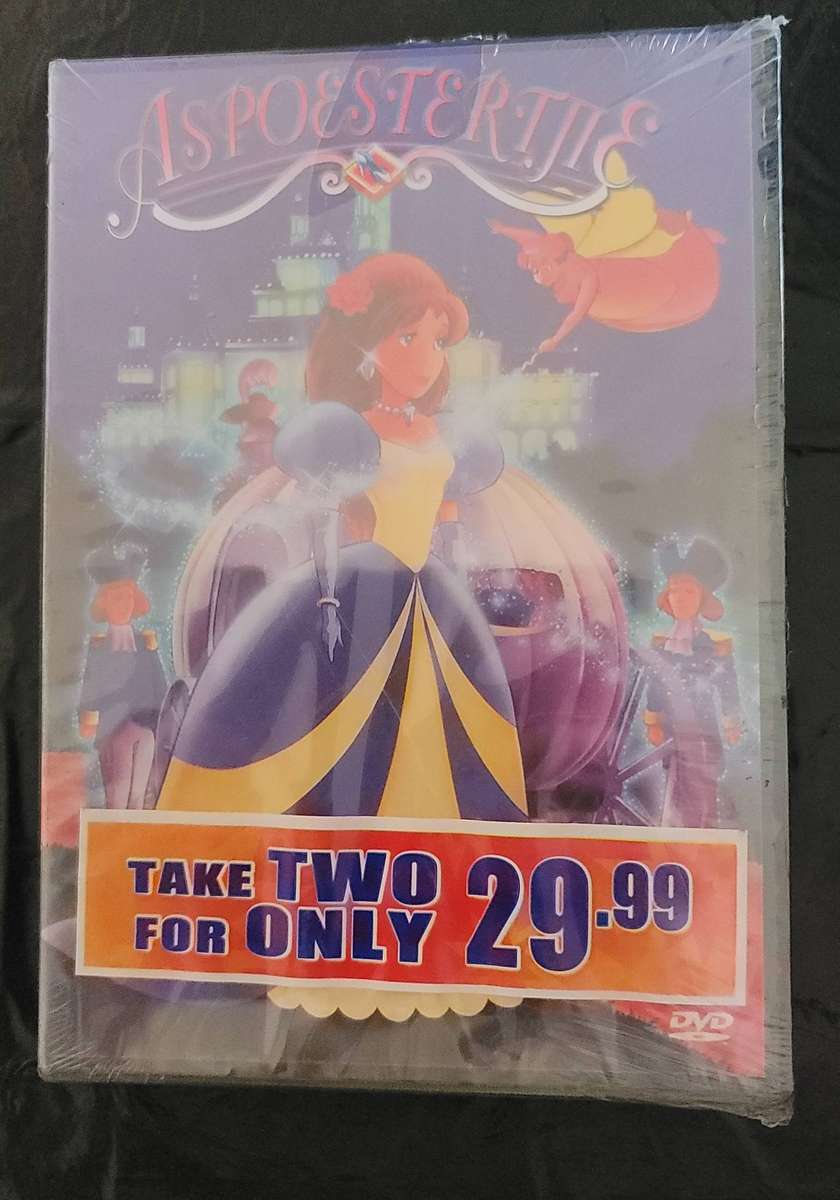 ASPOESTERTJIE
TAKE TWO
FOR ONLY
29.99
DVD